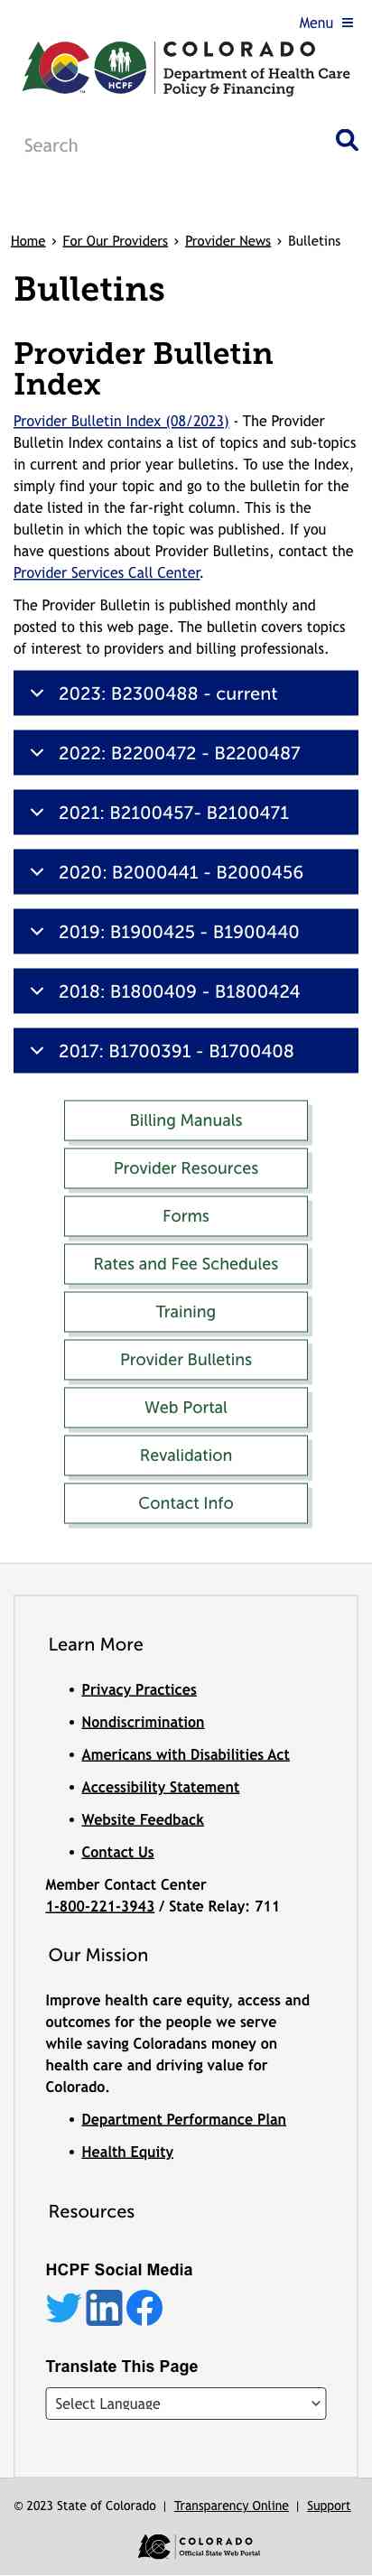 Menu
COLORADO
Department of Health Care
Policy & Financing
HCPF
Search
Home › For Our Providers › Provider News › Bulletins
Bulletins
Provider Bulletin
Index
Provider Bulletin Index (08/2023) - The Provider
Bulletin Index contains a list of topics and sub-topics
in current and prior year bulletins. To use the Index,
simply find your topic and go to the bulletin for the
date listed in the far-right column. This is the
bulletin in which the topic was published. If you
have questions about Provider Bulletins, contact the
Provider Services Call Center.
The Provider Bulletin is published monthly and
posted to this web page. The bulletin covers topics
of interest to providers and billing professionals.
2023: B2300488 - current
2022: B2200472 - B2200487
2021: B2100457- B2100471
2020: B2000441 - B2000456
2019: B1900425 - B1900440
2018: B1800409 - B1800424
2017: B1700391 - B1700408
Billing Manuals
Provider Resources
Forms
Rates and Fee Schedules
Training
Provider Bulletins
Web Portal
Revalidation
Contact Info
Learn More
• Privacy Practices
• Nondiscrimination
• Americans with Disabilities Act
• Accessibility Statement
• Website Feedback
• Contact Us
Member Contact Center
1-800-221-3943 / State Relay: 711
Our Mission
Improve health care equity, access and
outcomes for the people we serve
while saving Coloradans money on
health care and driving value for
Colorado.
• Department Performance Plan
• Health Equity
Resources
HCPF Social Media
Translate This Page
Select Language
© 2023 State of Colorado | Transparency Online | Support
COLORADO
Official State Web Portal